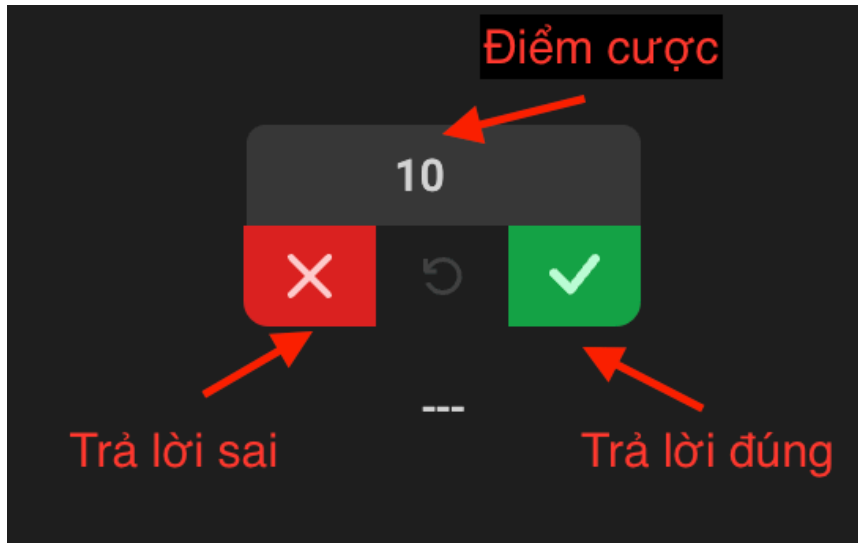 Điểm cược
10
---
Trả lời sai
Trả lời đúng